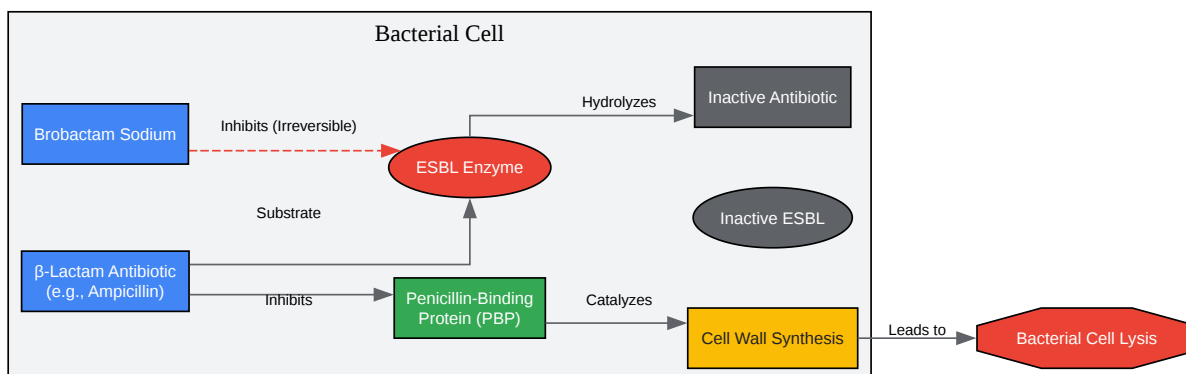 Bacterial Cell
Brobactam Sodium
Inhibits (Irreversible)
ESBL Enzyme
Hydrolyzes
Inactive Antibiotic
Substrate
Inactive ESBL
β-Lactam Antibiotic
(e.g., Ampicillin)
Inhibits
Penicillin-Binding
Protein (PBP)
Catalyzes
Cell Wall Synthesis
Leads to
Bacterial Cell Lysis